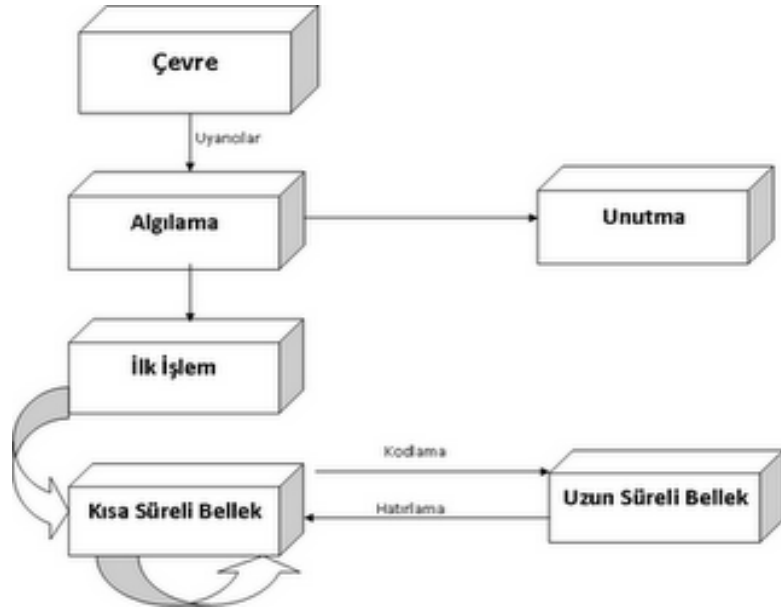 Çevre
Uyarıcılar
Algılama
Unutma
İlk İşlem
Kodlama
Kısa Süreli Bellek
Uzun Süreli Bellek
Hatırlama